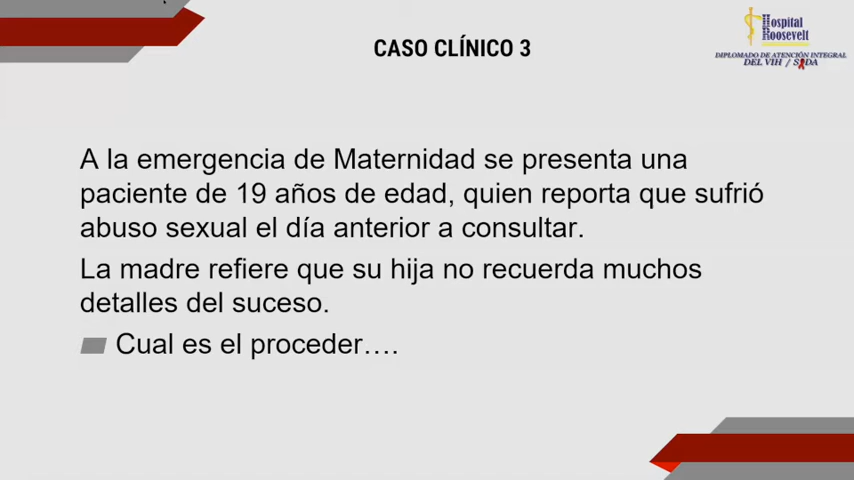 CASO CLÍNICO 3
Hospital
Roosevelt
DIPLOMADO DE ATENCIÓN INTEGRAL
DEL VIH / SIDA
A la emergencia de Maternidad se presenta una
paciente de 19 años de edad, quien reporta que sufrió
abuso sexual el día anterior a consultar.
La madre refiere que su hija no recuerda muchos
detalles del suceso.
Cual es el proceder….